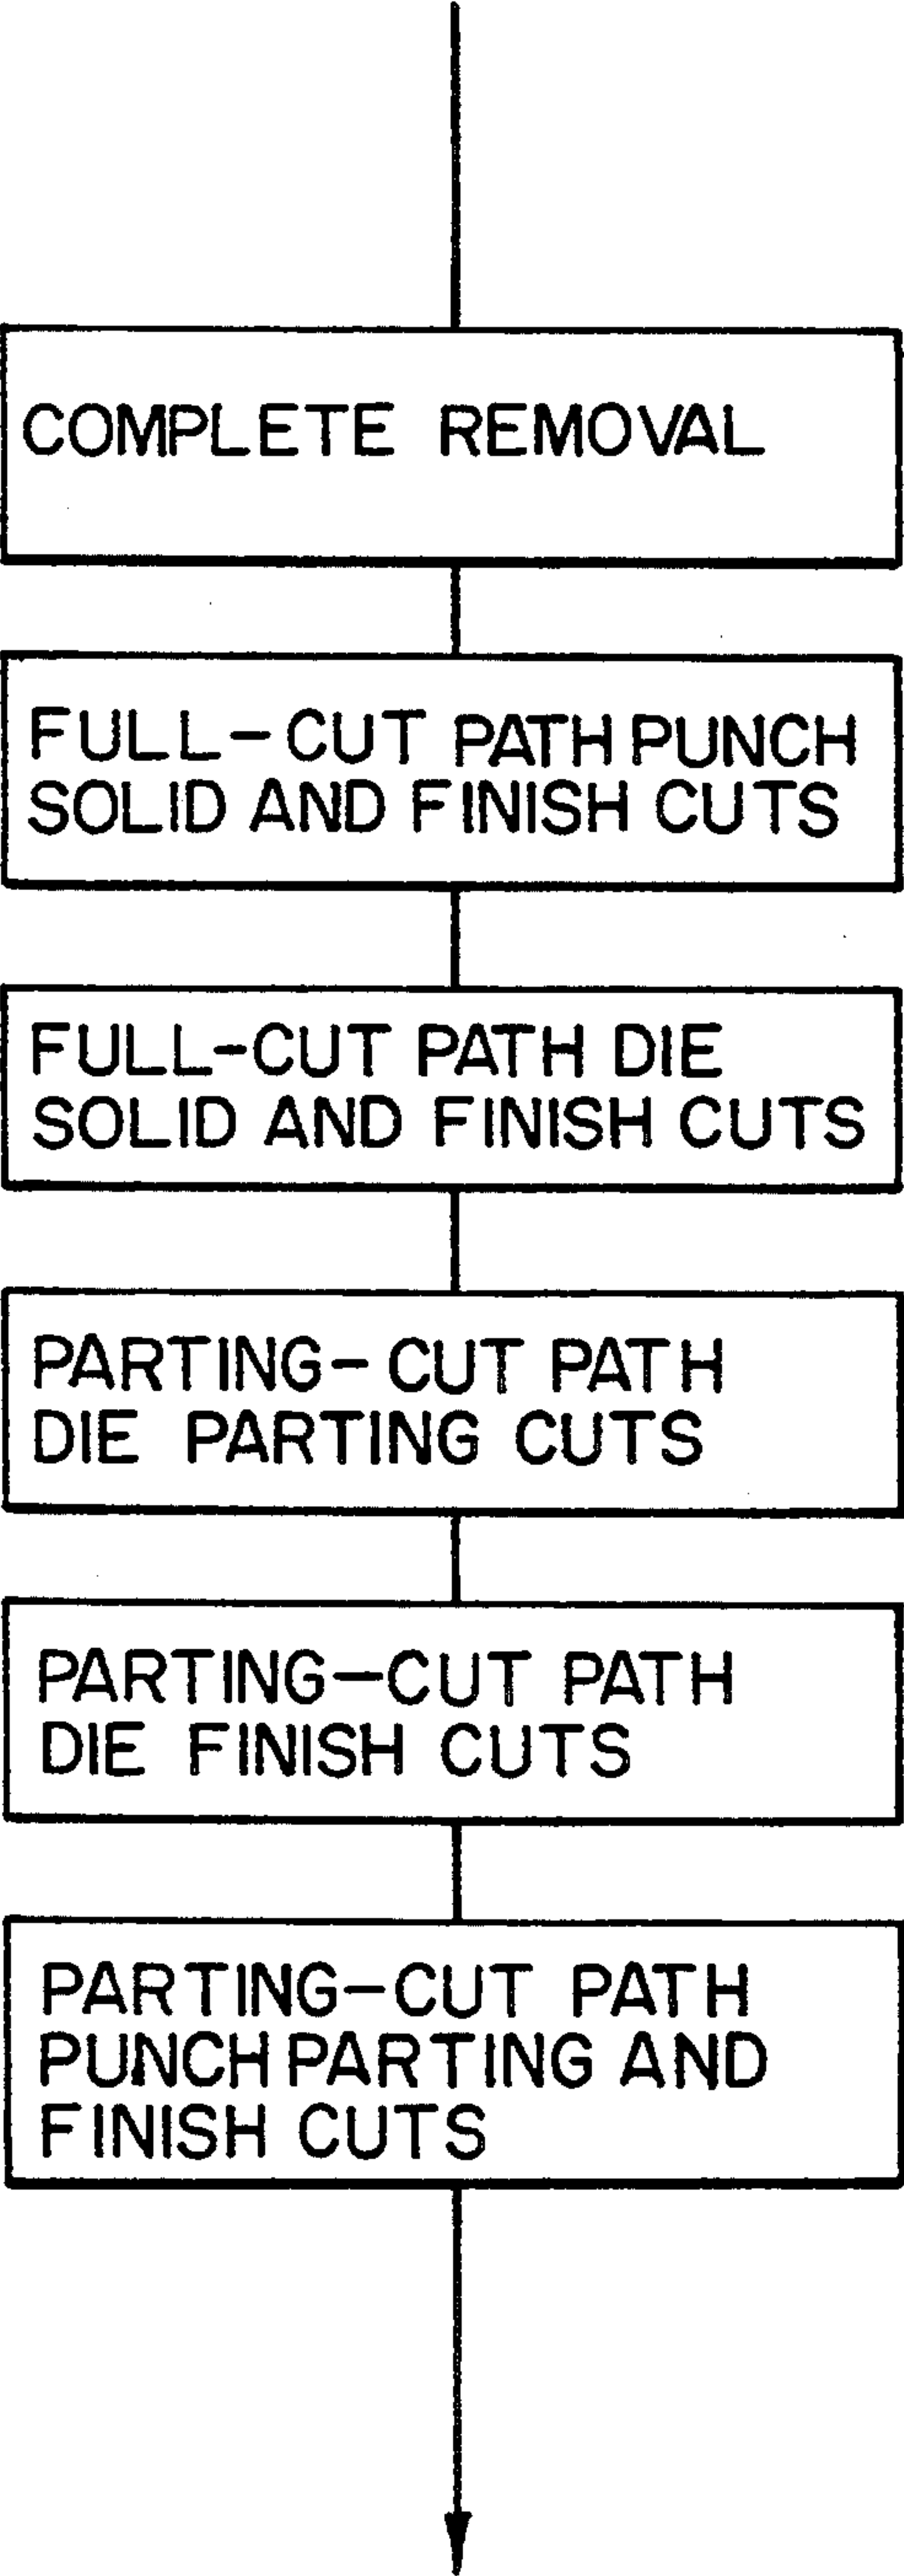 COMPLETE REMOVAL
FULL-CUT PATH PUNCH
SOLID AND FINISH CUTS
FULL-CUT PATH DIE
SOLID AND FINISH CUTS
PARTING-CUT PATH
DIE PARTING CUTS
PARTING-CUT PATH
DIE FINISH CUTS
PARTING-CUT PATH
PUNCH PARTING AND
FINISH CUTS